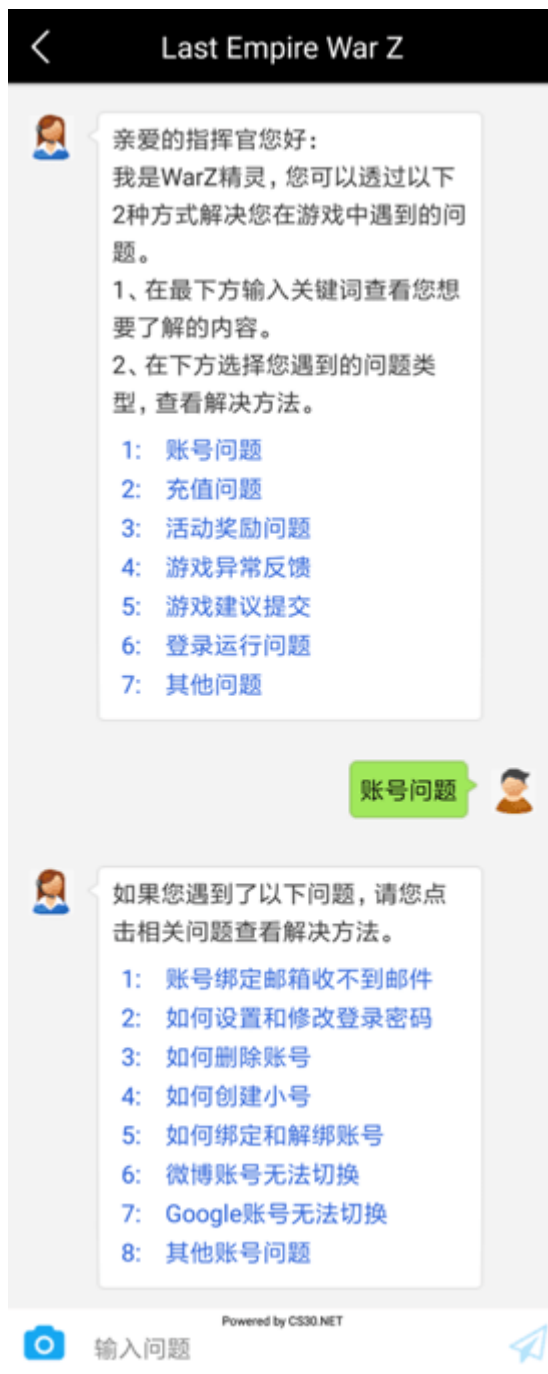 Last Empire War Z
亲爱的指挥官您好：
我是WarZ精灵，您可以透过以下
2种方式解决您在游戏中遇到的问
题。
1、在最下方输入关键词查看您想
要了解的内容。
2、在下方选择您遇到的问题类
型，查看解决方法。
1: 账号问题
2: 充值问题
3: 活动奖励问题
4: 游戏异常反馈
5: 游戏建议提交
6: 登录运行问题
7: 其他问题
账号问题
如果您遇到了以下问题，请您点
击相关问题查看解决方法。
1: 账号绑定邮箱收不到邮件
2: 如何设置和修改登录密码
3: 如何删除账号
4: 如何创建小号
5: 如何绑定和解绑账号
6: 微博账号无法切换
7: Google账号无法切换
8: 其他账号问题
Powered by CS30.NET
输入问题